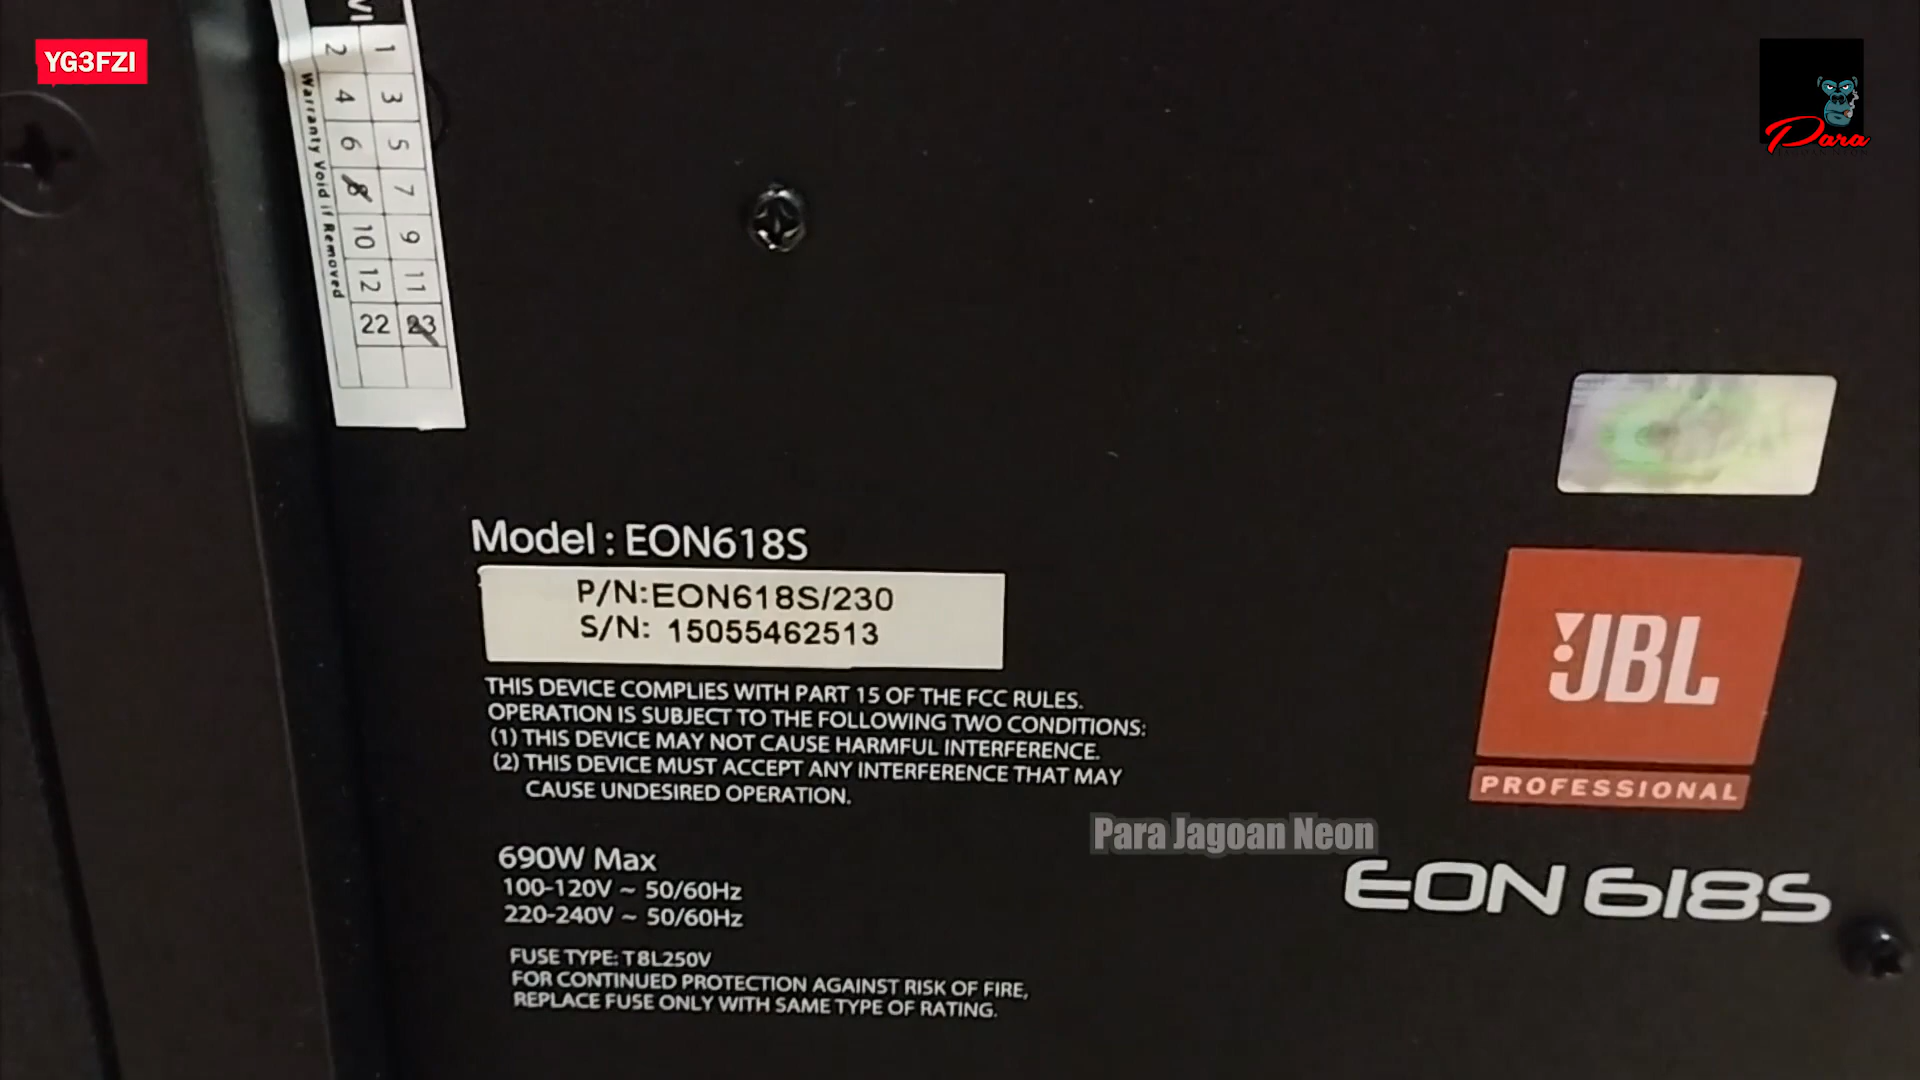 YG3FZI
Para
1 2
3 4
5 6
7 8
9 10
11 12
23 22
Warranty Void if Removed
Model : EON618S
P/N:EON618S/230
S/N: 15055462513
THIS DEVICE COMPLIES WITH PART 15 OF THE FCC RULES.
OPERATION IS SUBJECT TO THE FOLLOWING TWO CONDITIONS:
(1) THIS DEVICE MAY NOT CAUSE HARMFUL INTERFERENCE.
(2) THIS DEVICE MUST ACCEPT ANY INTERFERENCE THAT MAY
CAUSE UNDESIRED OPERATION.
690W Max
100-120V ~ 50/60Hz
220-240V ~ 50/60Hz
FUSE TYPE: T8L250V
FOR CONTINUED PROTECTION AGAINST RISK OF FIRE,
REPLACE FUSE ONLY WITH SAME TYPE OF RATING.
JBL
PROFESSIONAL
Para Jagoan Neon
EON 618S